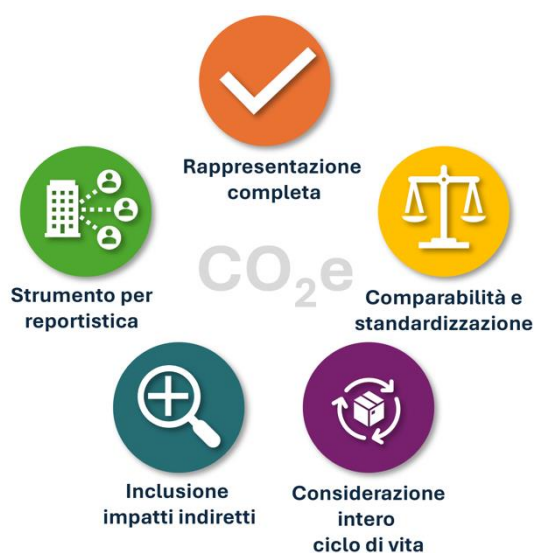 Rappresentazione
completa
Strumento per
reportistica
CO₂e
Comparabilità e
standardizzazione
Inclusione
impatti indiretti
Considerazione
intero
ciclo di vita